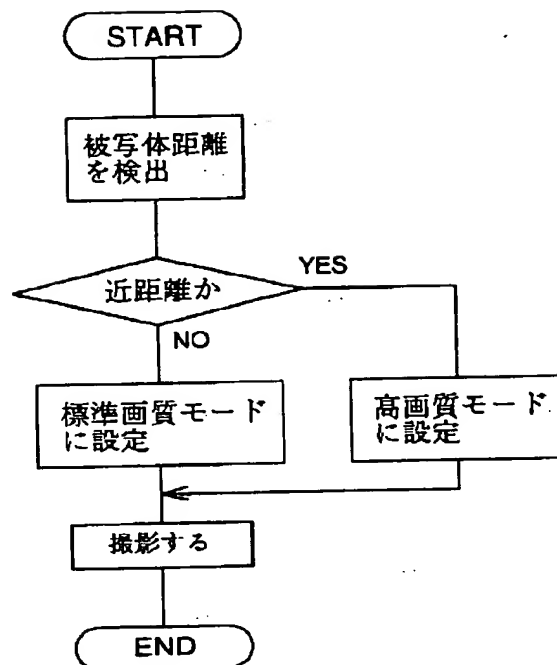 START
被写体距離
を検出
近距離か
YES
NO
標準画質モード
に設定
高画質モード
に設定
撮影する
END